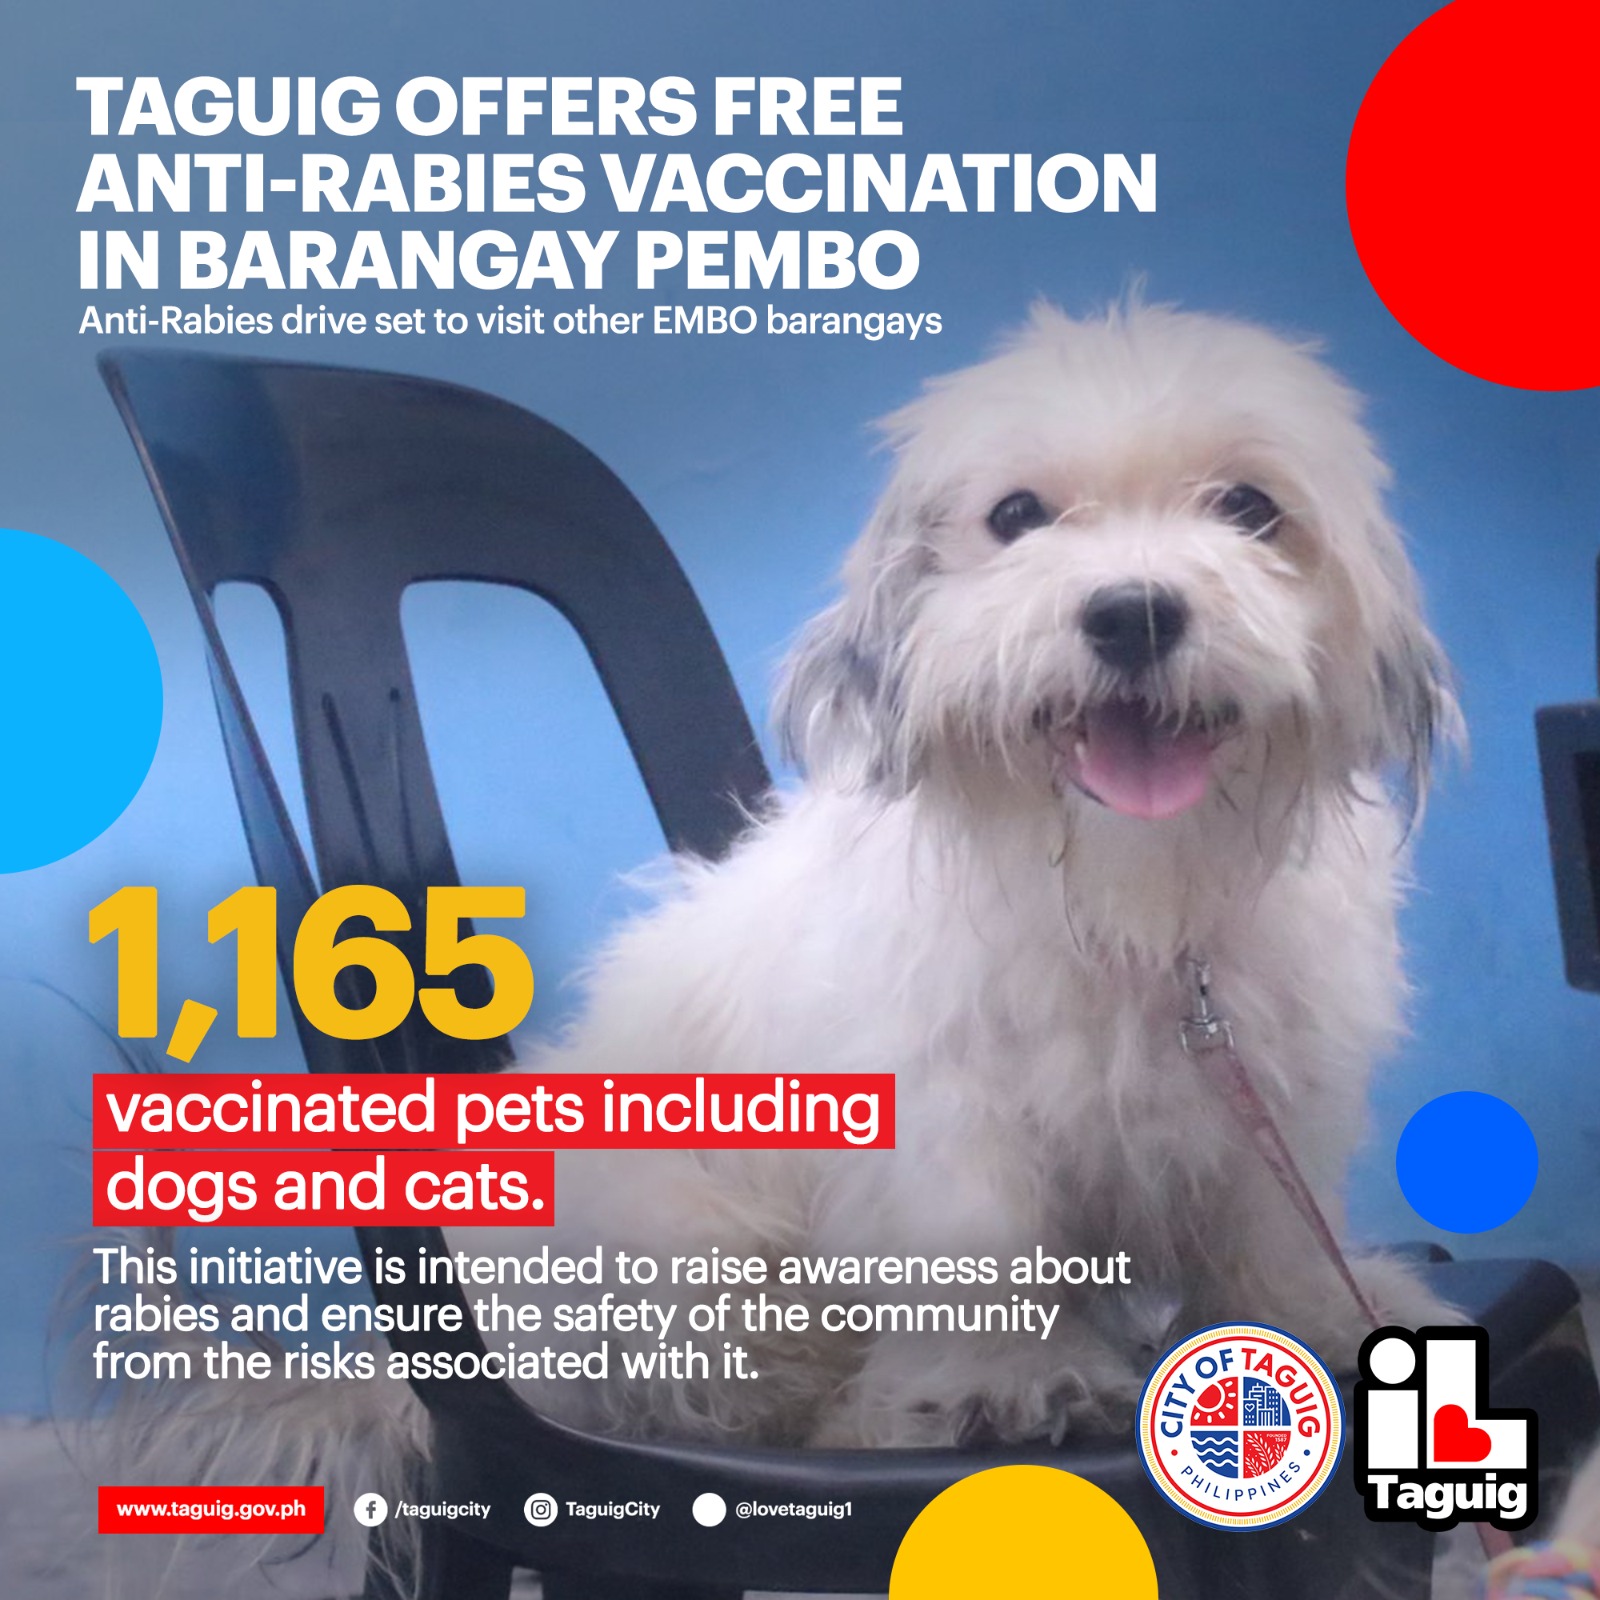 TAGUIG OFFERS FREE
ANTI-RABIES VACCINATION
IN BARANGAY PEMBO
Anti-Rabies drive set to visit other EMBO barangays
1,165
vaccinated pets including
dogs and cats.
This initiative is intended to raise awareness about
rabies and ensure the safety of the community
from the risks associated with it.
CITY OF TAGUIG
FOUNDED
1587
PHILIPPINES
iL
Taguig
www.taguig.gov.ph
/taguigcity
TaguigCity
@lovetaguig1